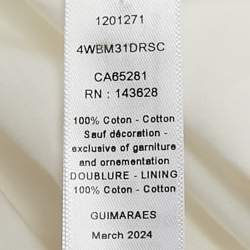 1201271
4WBM31DRSC
CA65281
RN : 143628
100% Coton - Cotton
Sauf décoration -
exclusive of garniture
and ornementation
DOUBLURE - LINING
100% Coton - Cotton
GUIMARAES
March 2024